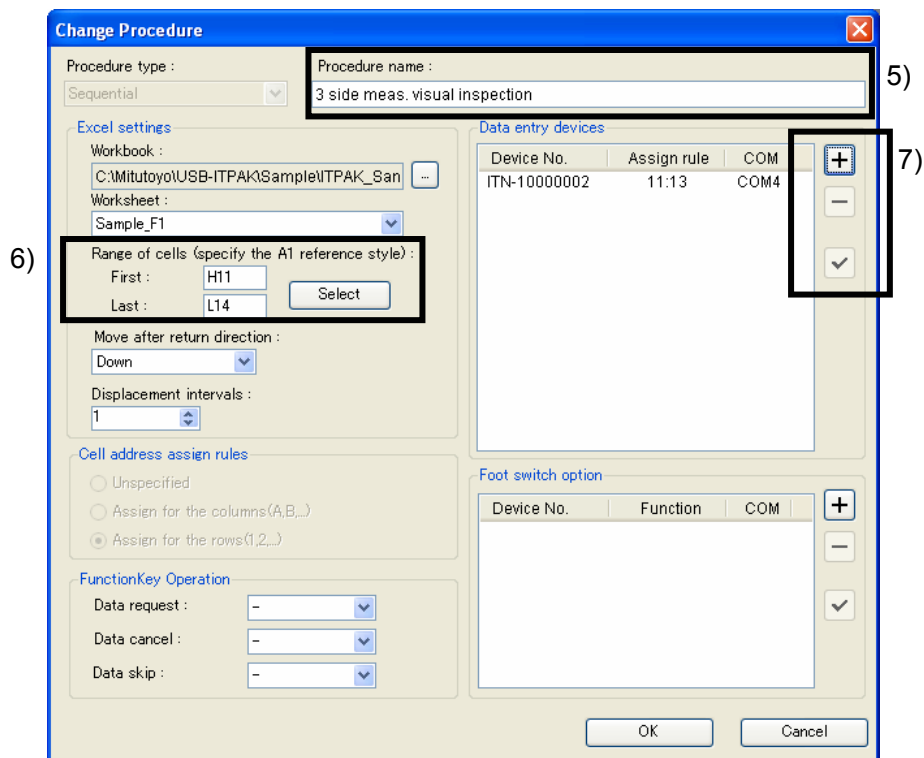 Change Procedure
Procedure type :
Sequential
Procedure name :
3 side meas. visual inspection
5)
Excel settings
Workbook :
C:\Mitutoyo\USB-ITPAK\Sample\ITPAK_San
...
Worksheet :
Sample_F1
6)
Range of cells (specify the A1 reference style) :
First : H11
Last : L14
Select
Move after return direction :
Down
Displacement intervals :
1
Cell address assign rules
Unspecified
Assign for the columns(A,B,...)
Assign for the rows(1,2,...)
FunctionKey Operation
Data request : -
Data cancel : -
Data skip : -
Data entry devices
Device No. Assign rule COM
ITN-10000002 11:13 COM4
+
−
7)
Foot switch option
Device No. Function COM
+
−
OK Cancel